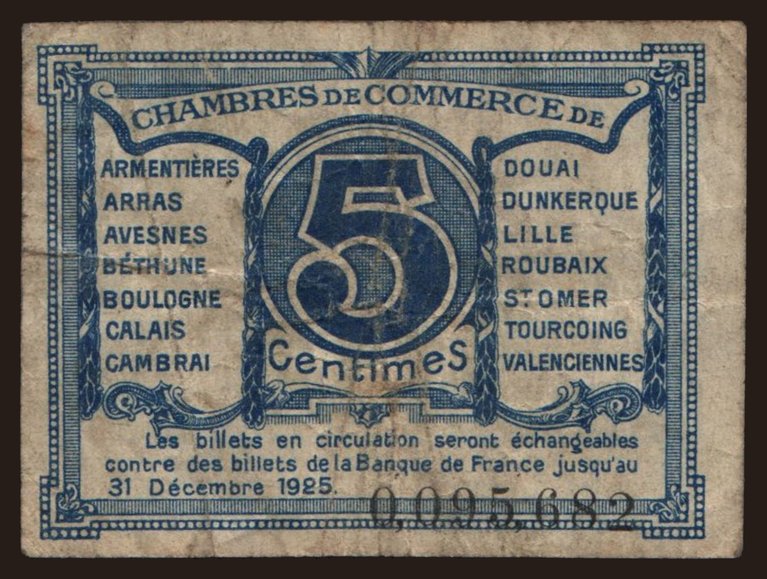 CHAMBRES DE COMMERCE DE
ARMENTIÈRES
ARRAS
AVESNES
BÉTHUNE
BOULOGNE
CALAIS
CAMBRAI
5
Centimes
DOUAI
DUNKERQUE
LILLE
ROUBAIX
ST OMER
TOURCOING
VALENCIENNES
Les billets en circulation seront échangeables
contre des billets de la Banque de France jusqu'au
31 Décembre 1925.
0,095,682